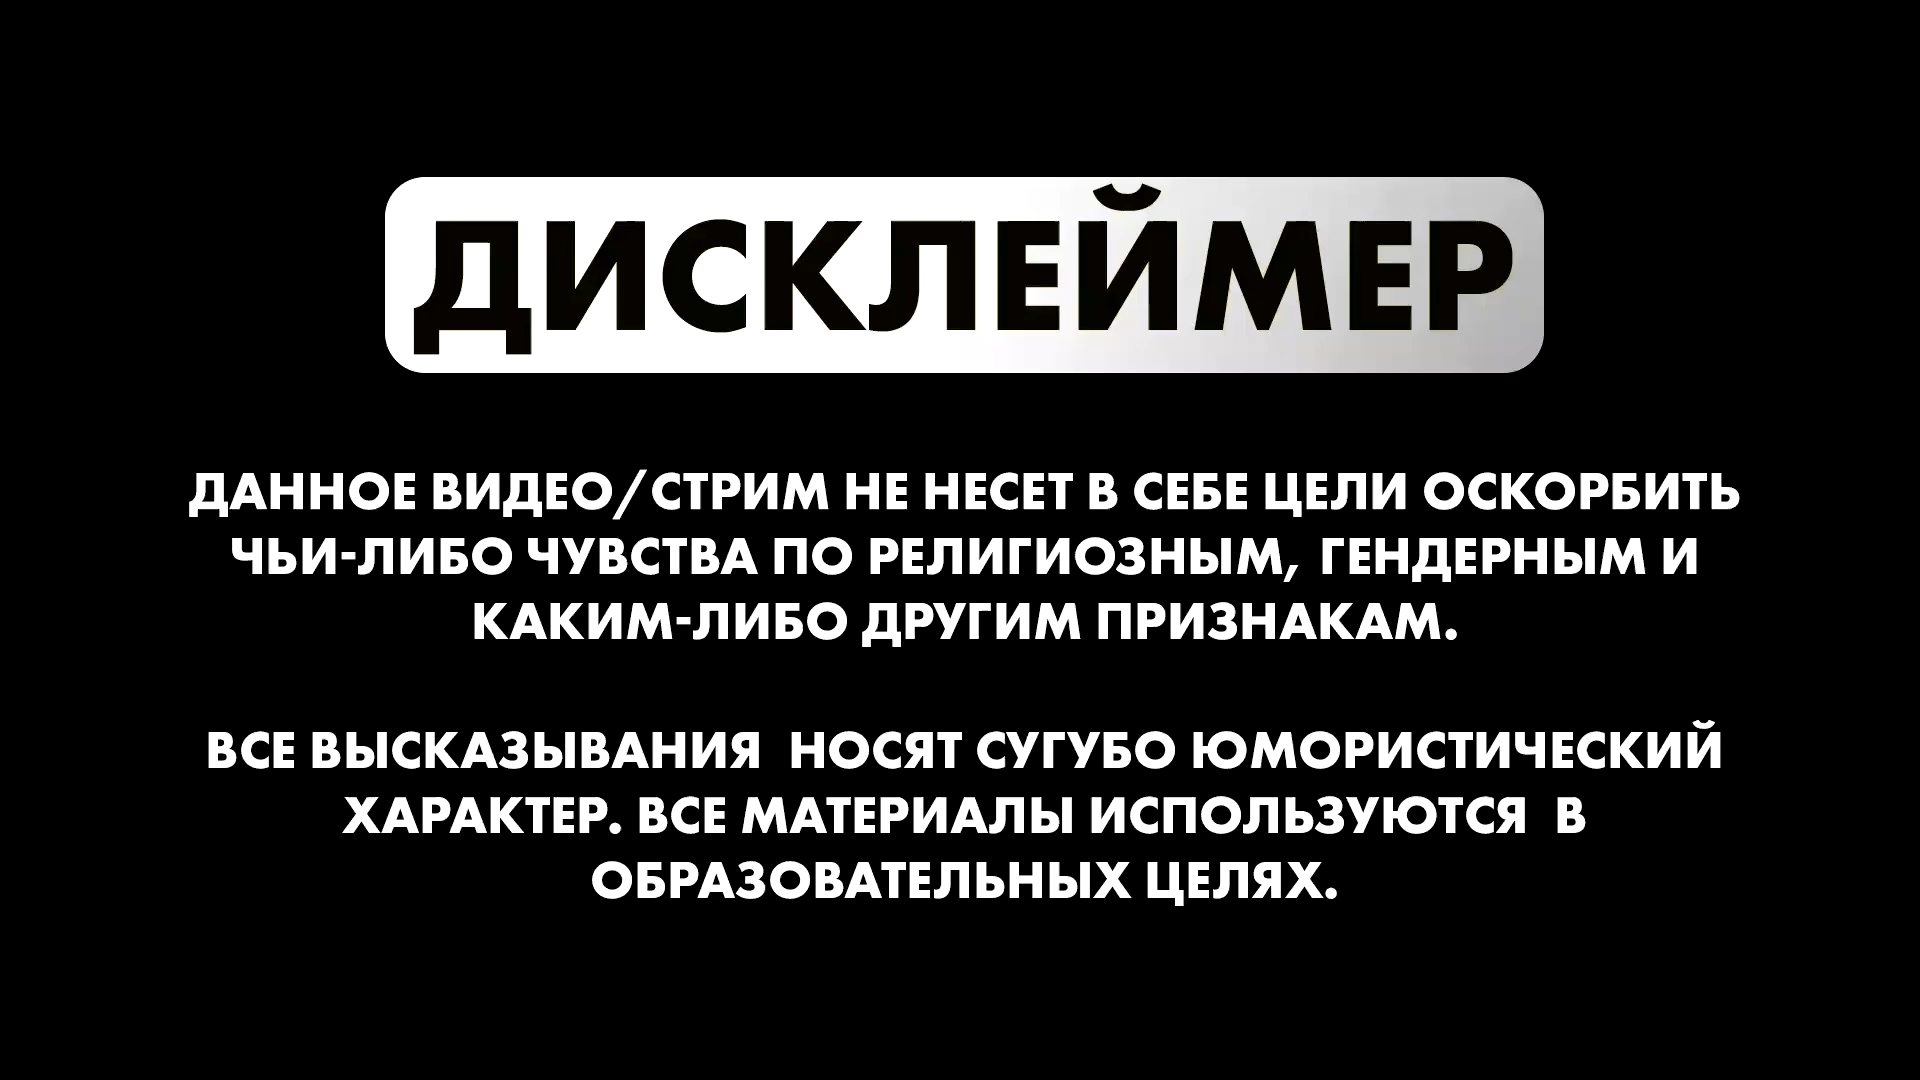 ДИСКЛЕЙМЕР
ДАННОЕ ВИДЕО/СТРИМ НЕ НЕСЕТ В СЕБЕ ЦЕЛИ ОСКОРБИТЬ
ЧЬИ-ЛИБО ЧУВСТВА ПО РЕЛИГИОЗНЫМ, ГЕНДЕРНЫМ И
КАКИМ-ЛИБО ДРУГИМ ПРИЗНАКАМ.
ВСЕ ВЫСКАЗЫВАНИЯ  НОСЯТ СУГУБО ЮМОРИСТИЧЕСКИЙ
ХАРАКТЕР. ВСЕ МАТЕРИАЛЫ ИСПОЛЬЗУЮТСЯ  В
ОБРАЗОВАТЕЛЬНЫХ ЦЕЛЯХ.